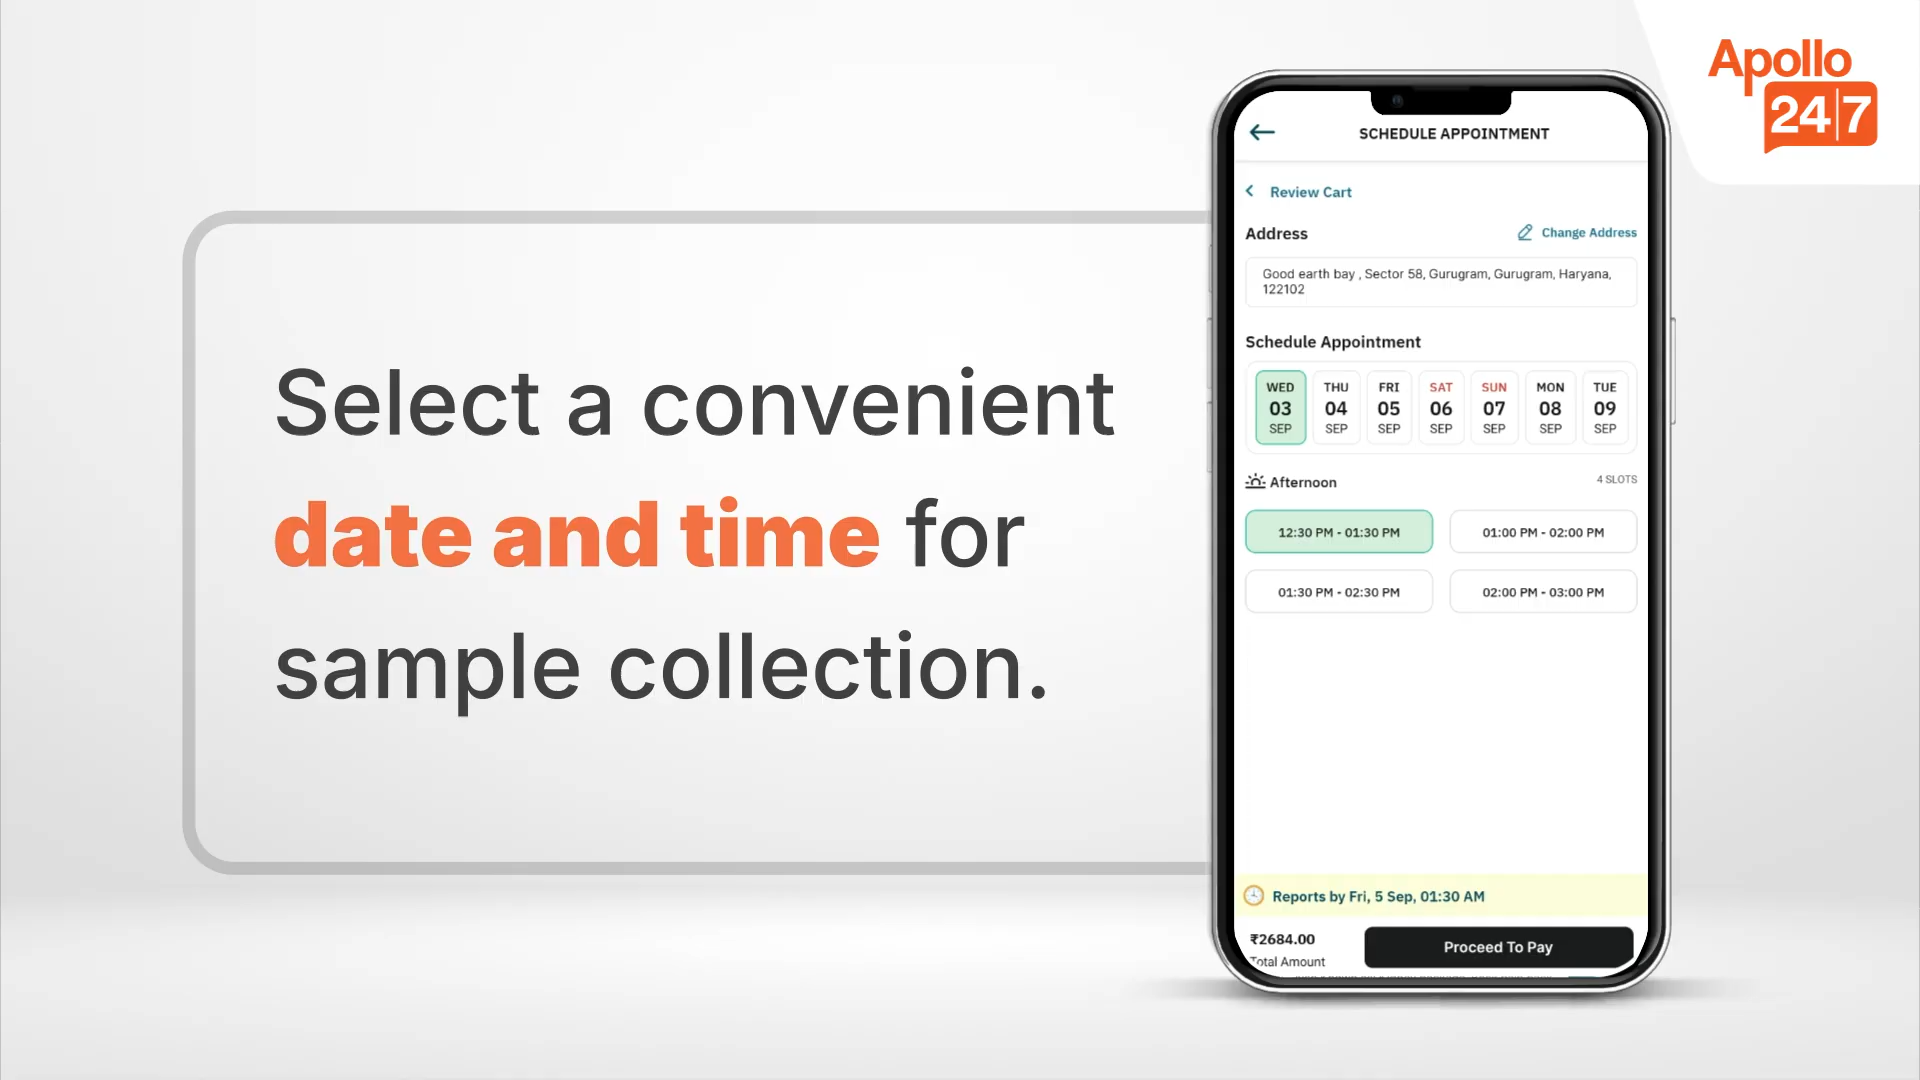 Apollo
24|7
Select a convenient
date and time for
sample collection.
SCHEDULE APPOINTMENT
Review Cart
Address
Change Address
Good earth bay , Sector 58, Gurugram, Gurugram, Haryana,
122102
Schedule Appointment
WED THU FRI SAT SUN MON TUE
03 04 05 06 07 08 09
SEP SEP SEP SEP SEP SEP SEP
Afternoon
4 SLOTS
12:30 PM - 01:30 PM
01:00 PM - 02:00 PM
01:30 PM - 02:30 PM
02:00 PM - 03:00 PM
Reports by Fri, 5 Sep, 01:30 AM
₹2684.00
Total Amount
Proceed To Pay